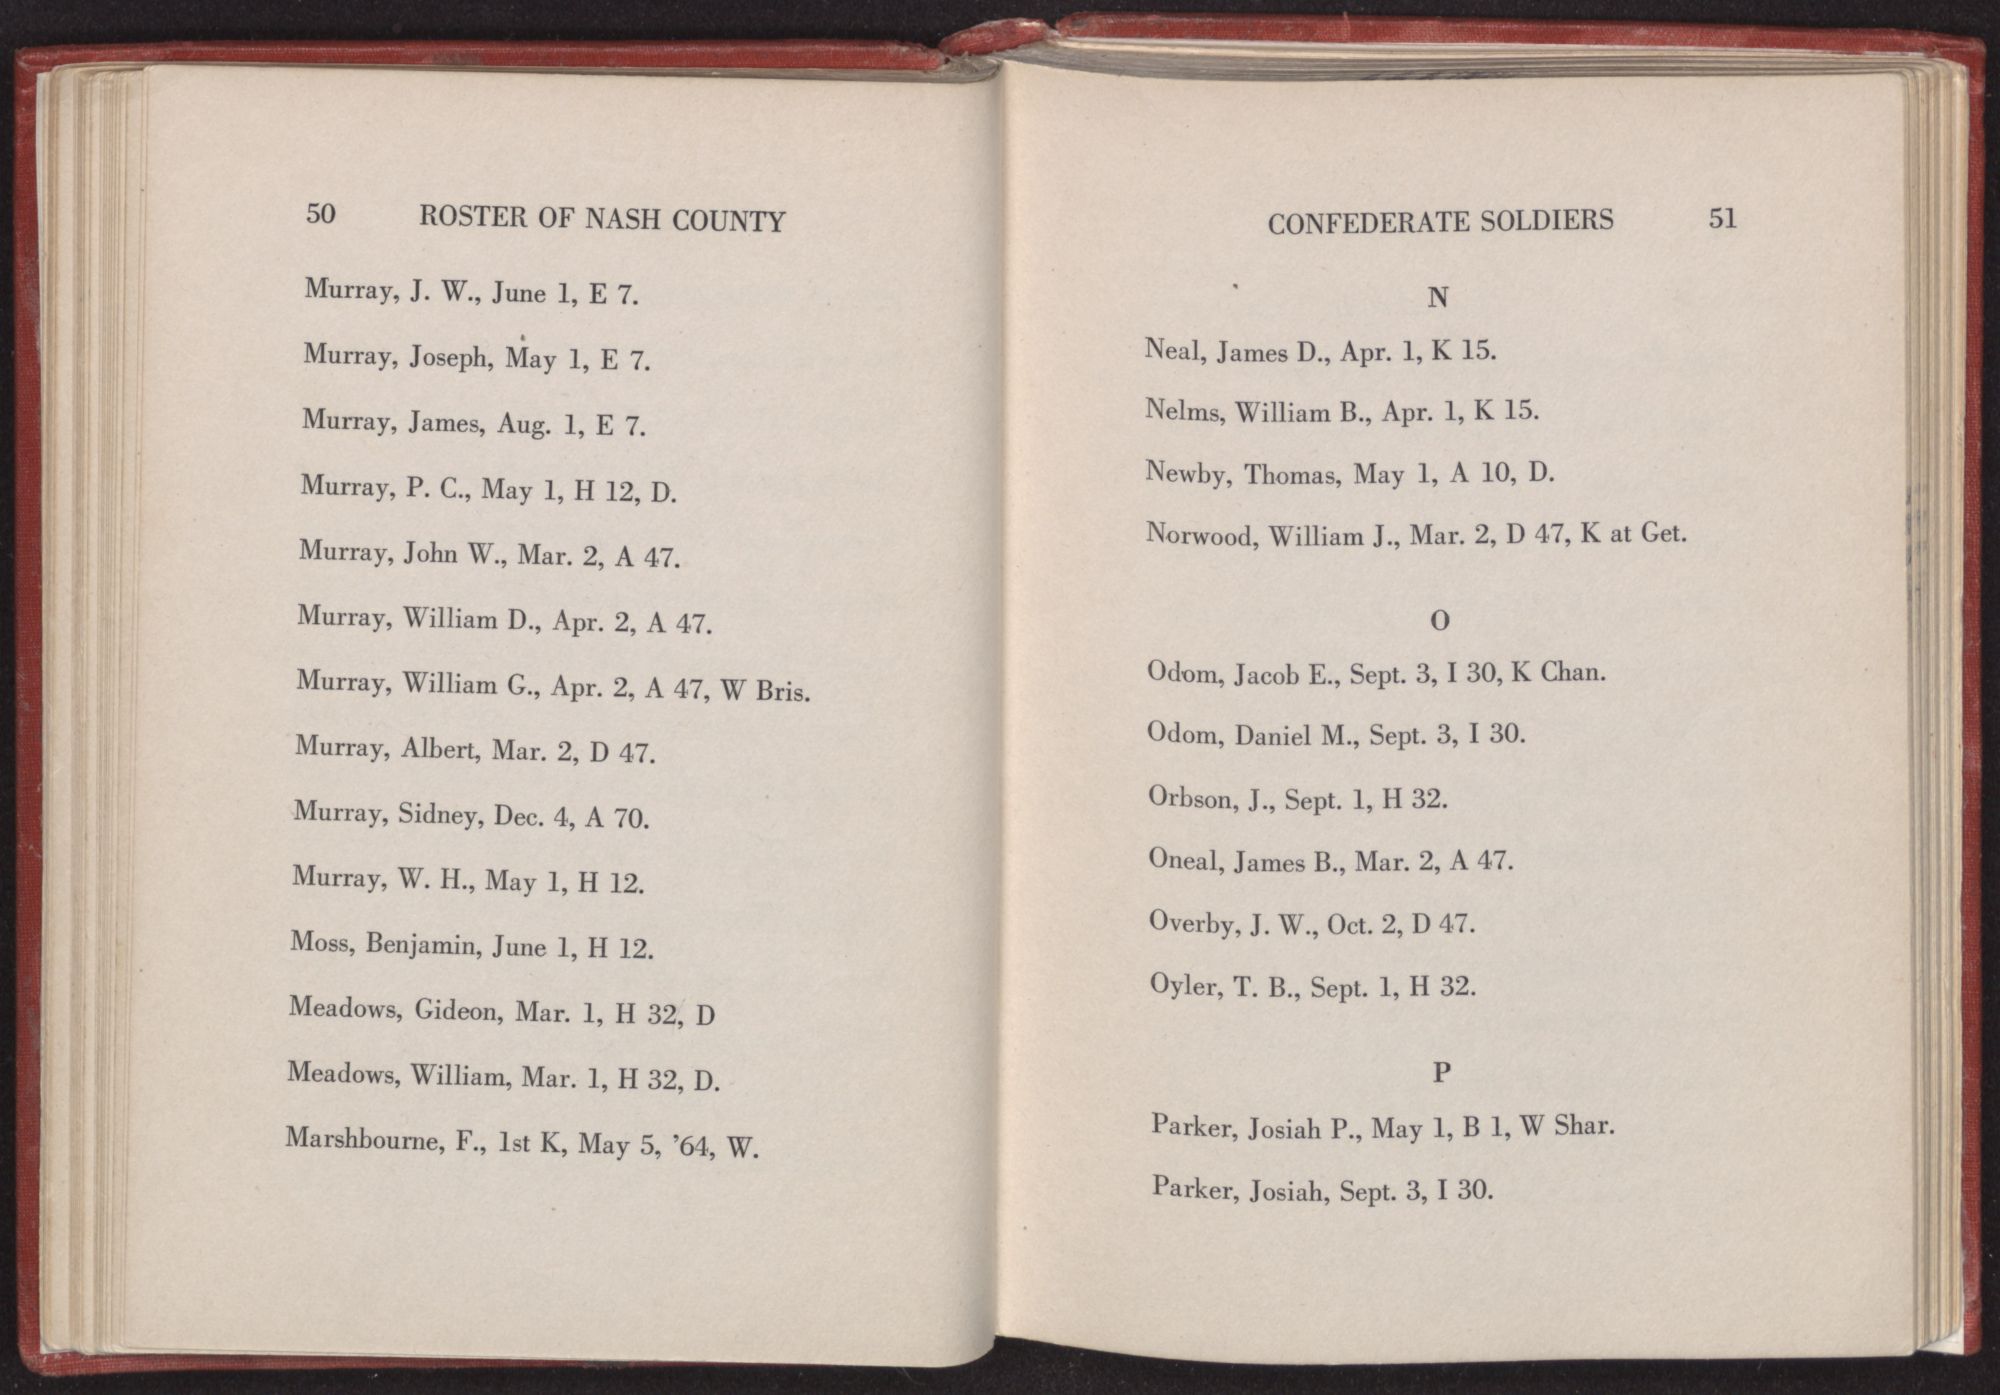 50 ROSTER OF NASH COUNTY
Murray, J. W., June 1, E 7.
Murray, Joseph, May 1, E 7.
Murray, James, Aug. 1, E 7.
Murray, P. C., May 1, H 12, D.
Murray, John W., Mar. 2, A 47.
Murray, William D., Apr. 2, A 47.
Murray, William G., Apr. 2, A 47, W Bris.
Murray, Albert, Mar. 2, D 47.
Murray, Sidney, Dec. 4, A 70.
Murray, W. H., May 1, H 12.
Moss, Benjamin, June 1, H 12.
Meadows, Gideon, Mar. 1, H 32, D
Meadows, William, Mar. 1, H 32, D.
Marshbourne, F., 1st K, May 5, ’64, W.
CONFEDERATE SOLDIERS 51
N
Neal, James D., Apr. 1, K 15.
Nelms, William B., Apr. 1, K 15.
Newby, Thomas, May 1, A 10, D.
Norwood, William J., Mar. 2, D 47, K at Get.
O
Odom, Jacob E., Sept. 3, I 30, K Chan.
Odom, Daniel M., Sept. 3, I 30.
Orbson, J., Sept. 1, H 32.
Oneal, James B., Mar. 2, A 47.
Overby, J. W., Oct. 2, D 47.
Oyler, T. B., Sept. 1, H 32.
P
Parker, Josiah P., May 1, B 1, W Shar.
Parker, Josiah, Sept. 3, I 30.